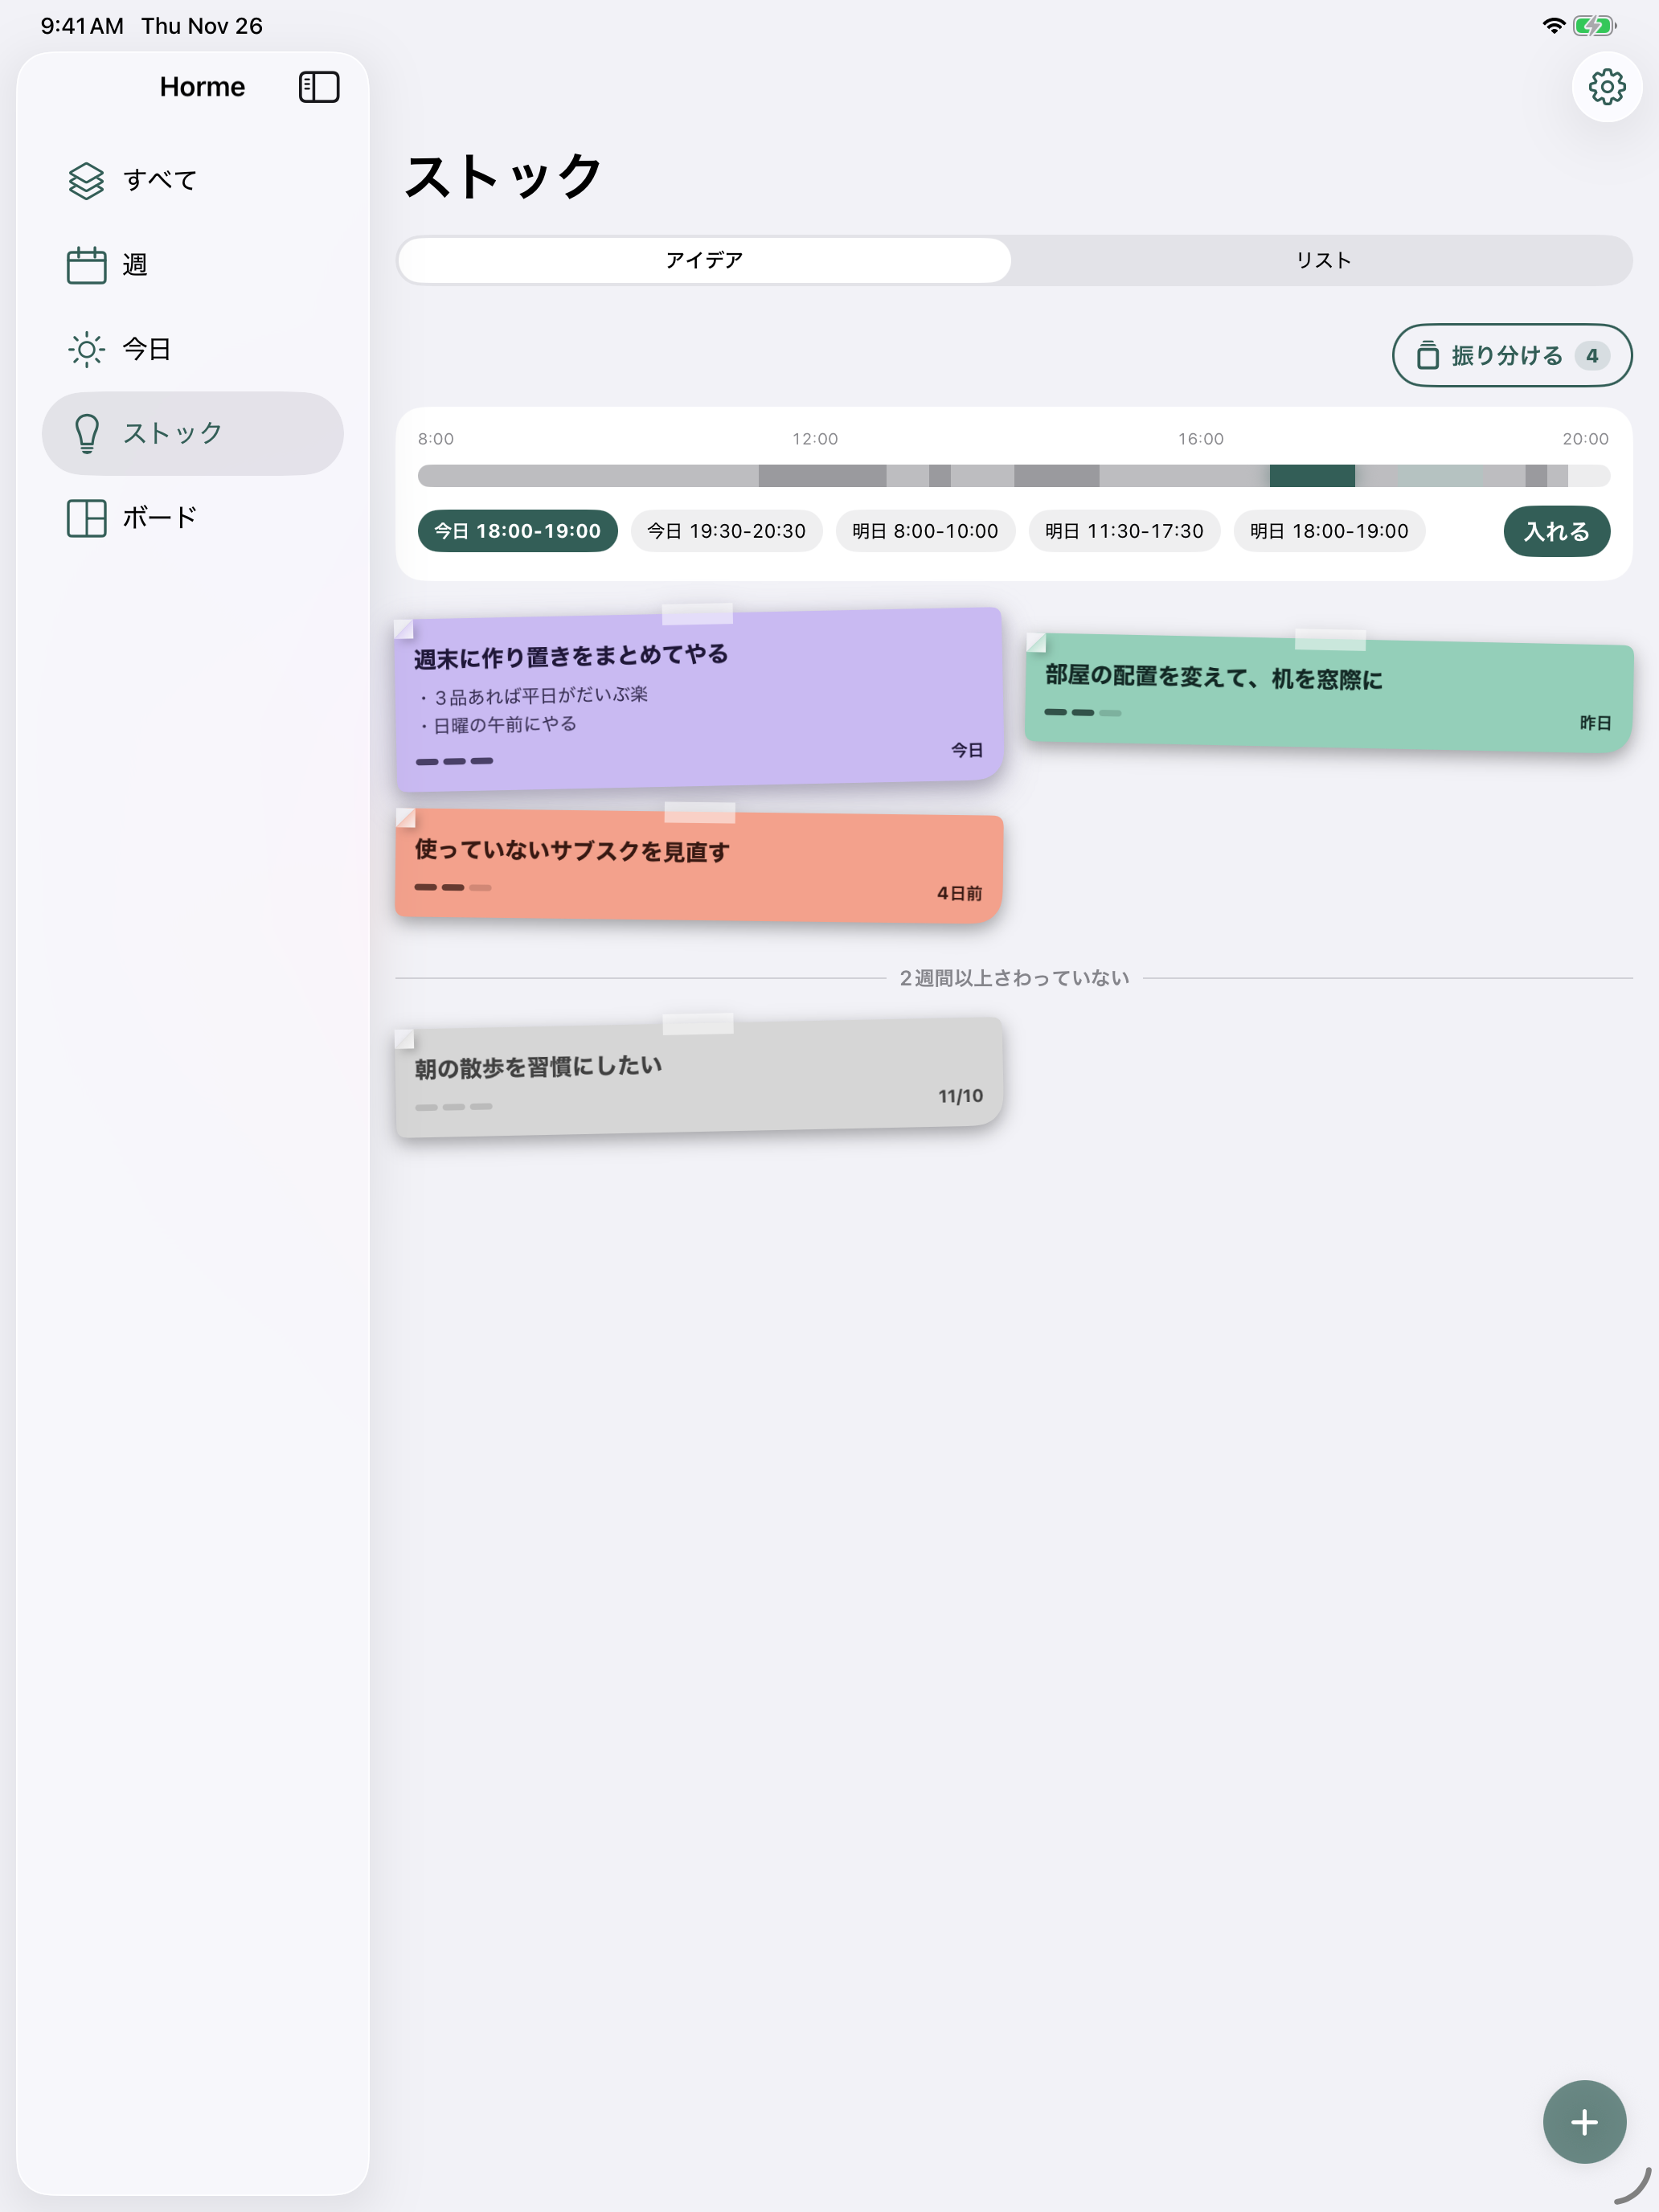 9:41 AM Thu Nov 26
Horme
すべて
週
今日
ストック
ボード
ストック
アイデア
リスト
振り分ける 4
8:00 12:00 16:00 20:00
今日 18:00-19:00
今日 19:30-20:30
明日 8:00-10:00
明日 11:30-17:30
明日 18:00-19:00
入れる
週末に作り置きをまとめてやる
・3品あれば平日がだいぶ楽
・日曜の午前にやる
今日
部屋の配置を変えて、机を窓際に
昨日
使っていないサブスクを見直す
4日前
2週間以上さわっていない
朝の散歩を習慣にしたい
11/10